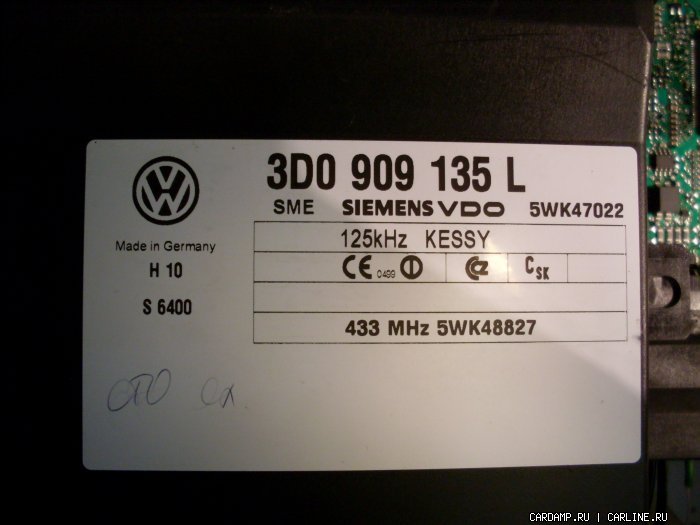 3D0 909 135 L
SME SIEMENS VDO 5WK47022
125kHz KESSY
Made in Germany
CE 0499
C SK
H 10
S 6400
433 MHz 5WK48827
CARDAMP.RU | CARLINE.RU